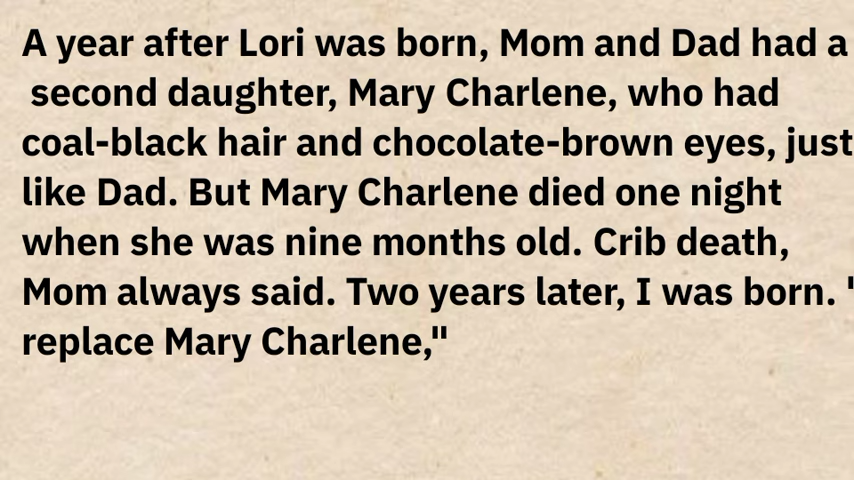 A year after Lori was born, Mom and Dad had a
second daughter, Mary Charlene, who had
coal-black hair and chocolate-brown eyes, just
like Dad. But Mary Charlene died one night
when she was nine months old. Crib death,
Mom always said. Two years later, I was born. "
replace Mary Charlene,"